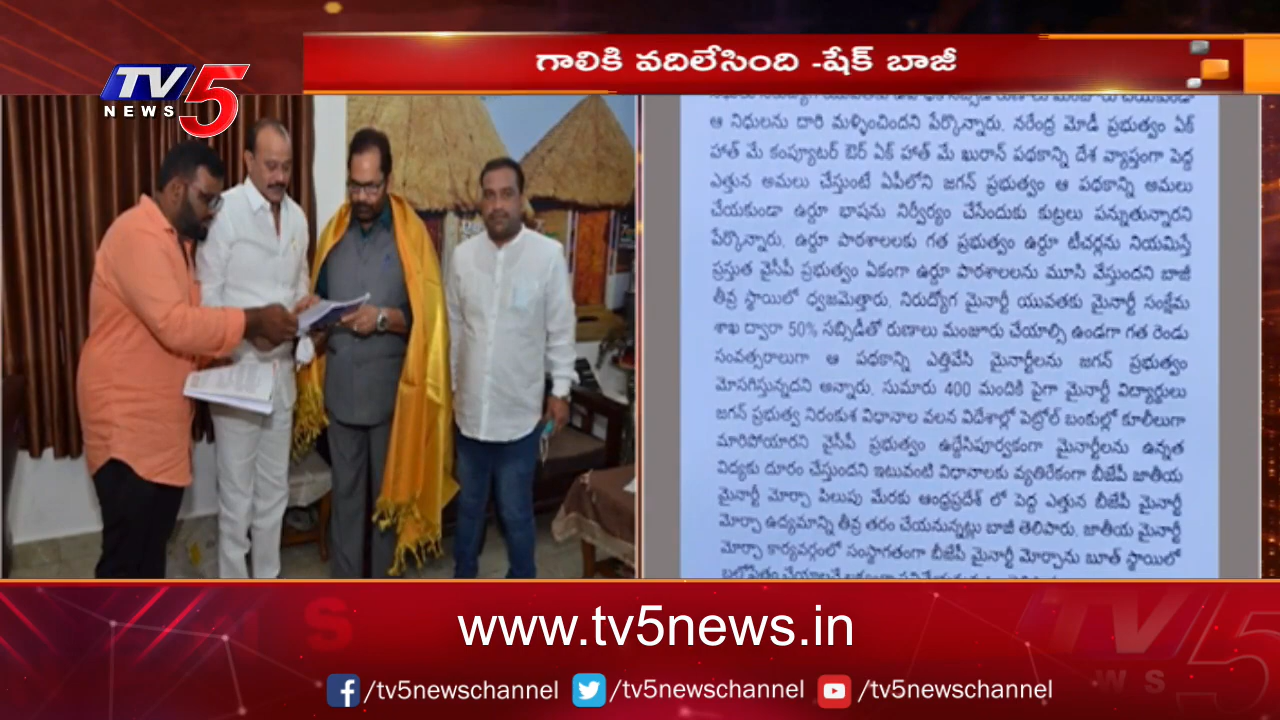 TV5
NEWS
గాలికి వదిలేసింది -షేక్ బాజీ
ఆ నిధులను దారి మళ్ళించిందని పేర్కొన్నారు. నరేంద్ర మోడీ ప్రభుత్వం ఏక్
హాత్ మే కంప్యూటర్ ఔర్ ఏక్ హాత్ మే ఖురాన్ పథకాన్ని దేశ వ్యాప్తంగా పెద్ద
ఎత్తున అమలు చేస్తుంటే ఏపీలోని జగన్ ప్రభుత్వం ఆ పథకాన్ని అమలు
చేయకుండా ఉర్దూ భాషను నిర్వీర్యం చేసేందుకు కుట్రలు పన్నుతున్నారని
పేర్కొన్నారు. ఉర్దూ పాఠశాలలకు గత ప్రభుత్వం ఉర్దూ టీచర్లను నియమిస్తే
ప్రస్తుత వైసీపీ ప్రభుత్వం ఏకంగా ఉర్దూ పాఠశాలలను మూసి వేస్తుందని బాజీ
తీవ్ర స్థాయిలో ధ్వజమెత్తారు. నిరుద్యోగ మైనార్టీ యువతకు మైనార్టీ సంక్షేమ
శాఖ ద్వారా 50% సబ్సిడీతో రుణాలు మంజూరు చేయాల్సి ఉండగా గత రెండు
సంవత్సరాలుగా ఆ పథకాన్ని ఎత్తివేసి మైనార్టీలను జగన్ ప్రభుత్వం
మోసగిస్తున్నదని అన్నారు. సుమారు 400 మందికి పైగా మైనార్టీ విద్యార్థులు
జగన్ ప్రభుత్వ నిరంకుశ విధానాల వలన విదేశాల్లో పెట్రోల్ బంకుల్లో కూలీలుగా
మారిపోయారని వైసీపీ ప్రభుత్వం ఉద్దేసిపూర్వకంగా మైనార్టీలను ఉన్నత
విద్యకు దూరం చేస్తుందని ఇటువంటి విధానాలకు వ్యతిరేకంగా బీజేపీ జాతీయ
మైనార్టీ మోర్చా పిలుపు మేరకు ఆంధ్రప్రదేశ్ లో పెద్ద ఎత్తున బీజేపీ మైనార్టీ
మోర్చా ఉద్యమాన్ని తీవ్ర తరం చేయనున్నట్లు బాజీ తెలిపారు. జాతీయ మైనార్టీ
మోర్చా కార్యవర్గంలో సంస్థాగతంగా బీజేపీ మైనార్టీ మోర్చాను బూత్ స్థాయిలో
www.tv5news.in
/tv5newschannel /tv5newschannel /tv5newschannel